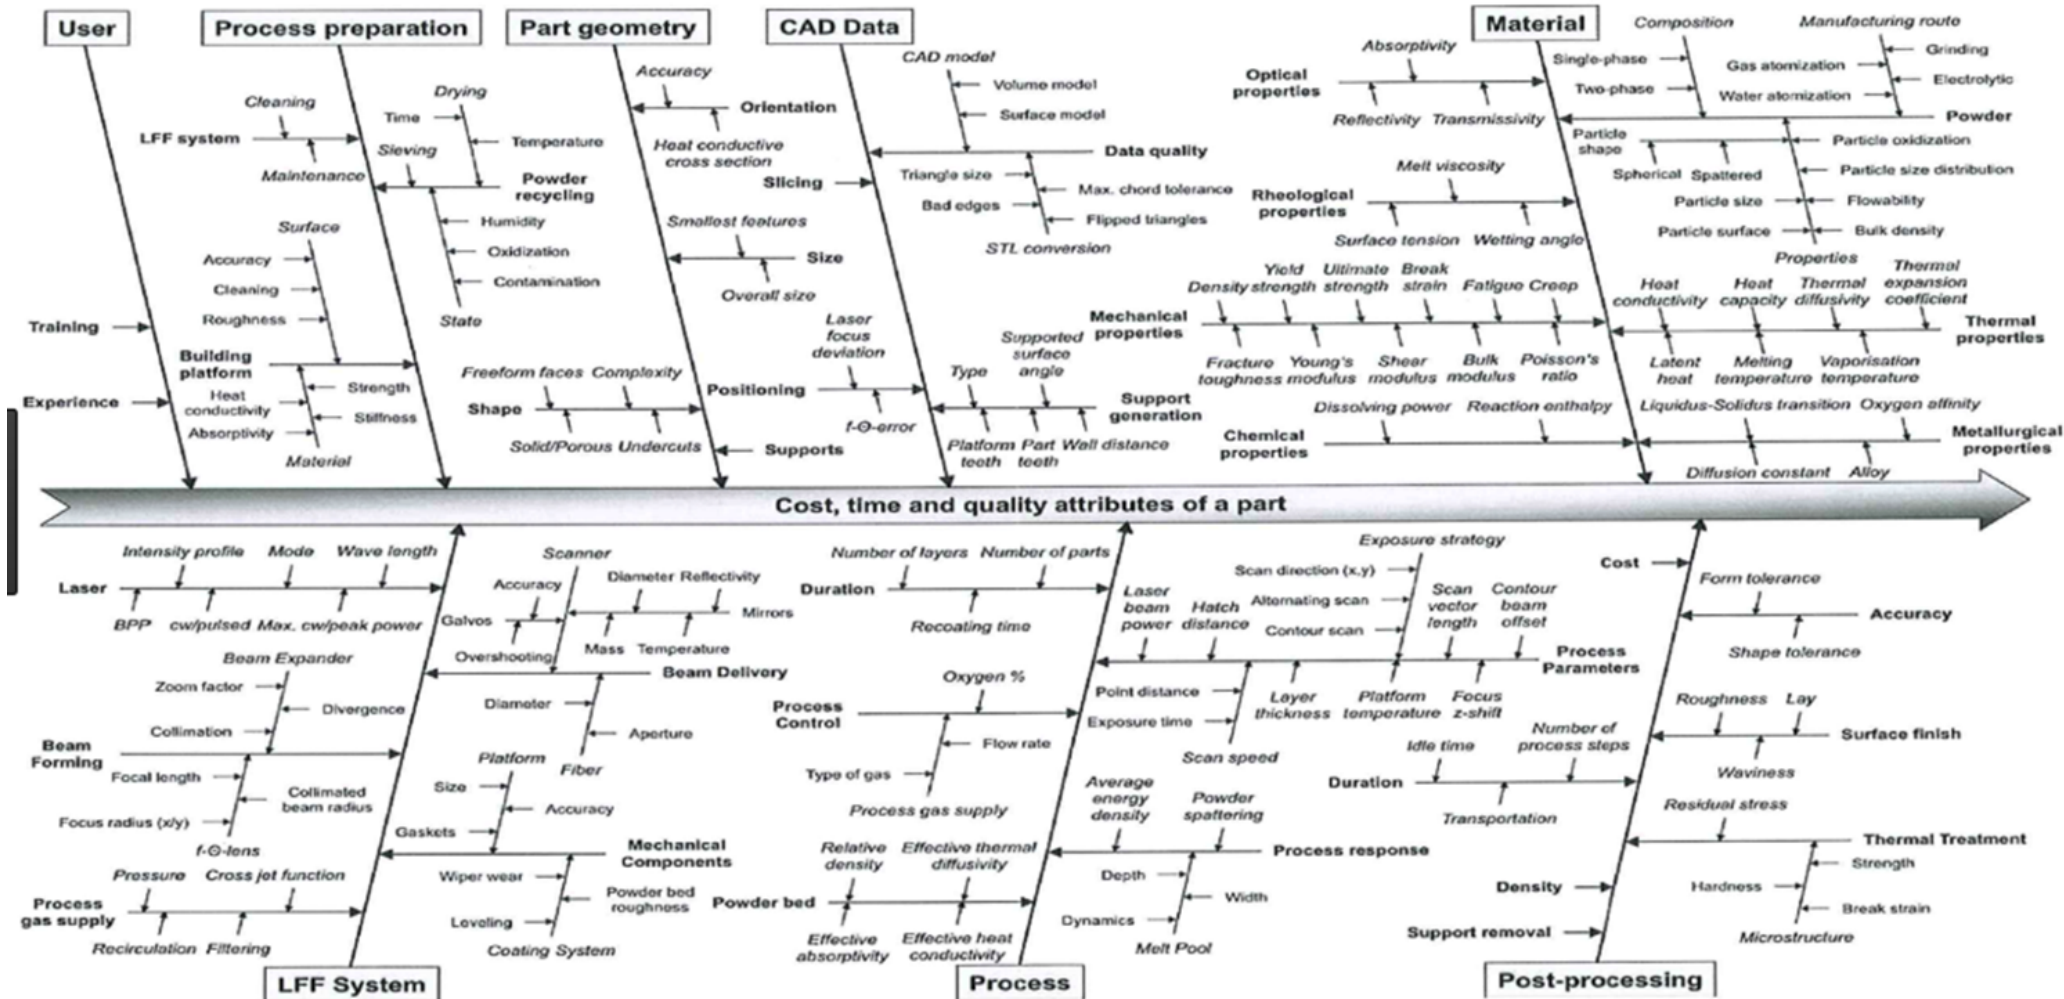 User
Process preparation
Part geometry
CAD Data
Material
Training
Experience
Cleaning
LFF system
Maintenance
Drying
Time
Temperature
Sieving
Powder
recycling
Humidity
Oxidization
Contamination
State
Surface
Accuracy
Cleaning
Roughness
Building
platform
Strength
Heat
conductivity
Stiffness
Absorptivity
Material
Accuracy
Orientation
Heat conductive
cross section
Smallest features
Size
Overall size
Freeform faces
Complexity
Shape
Solid/Porous
Undercuts
Supports
CAD model
Volume model
Surface model
Data quality
Slicing
Triangle size
Max. chord tolerance
Bad edges
Flipped triangles
STL conversion
Laser
focus
deviation
Positioning
f-Θ-error
Supported
surface
angle
Type
Support
generation
Platform
teeth
Part
teeth
Wall distance
Absorptivity
Optical
properties
Reflectivity
Transmissivity
Melt viscosity
Rheological
properties
Surface tension
Wetting angle
Density
Yield
strength
Ultimate
strength
Break
strain
Fatigue
Creep
Mechanical
properties
Fracture
toughness
Young's
modulus
Shear
modulus
Bulk
modulus
Poisson's
ratio
Dissolving power
Reaction enthalpy
Chemical
properties
Composition
Single-phase
Two-phase
Manufacturing route
Grinding
Gas atomization
Electrolytic
Water atomization
Powder
Particle
shape
Spherical
Spattered
Particle oxidization
Particle size distribution
Particle size
Flowability
Particle surface
Bulk density
Properties
Heat
conductivity
Heat
capacity
Thermal
diffusivity
Thermal
expansion
coefficient
Thermal
properties
Latent
heat
Melting
temperature
Vaporisation
temperature
Liquidus-Solidus transition
Oxygen affinity
Metallurgical
properties
Diffusion constant
Alloy
Cost, time and quality attributes of a part
Intensity profile
Mode
Wave length
Laser
BPP
cw/pulsed
Max. cw/peak power
Beam Expander
Zoom factor
Divergence
Collimation
Beam
Forming
Focal length
Collimated
beam radius
Focus radius (x/y)
f-Θ-lens
Pressure
Cross jet function
Process
gas supply
Recirculation
Filtering
Scanner
Accuracy
Diameter
Reflectivity
Galvos
Mirrors
Overshooting
Mass
Temperature
Beam Delivery
Diameter
Aperture
Fiber
Platform
Size
Accuracy
Gaskets
Mechanical
Components
Wiper wear
Powder bed
roughness
Leveling
Coating System
LFF System
Number of layers
Number of parts
Duration
Recoating time
Oxygen %
Process
Control
Flow rate
Type of gas
Process gas supply
Relative
density
Effective thermal
diffusivity
Powder bed
Effective
absorptivity
Effective heat
conductivity
Exposure strategy
Scan direction (x,y)
Alternating scan
Contour scan
Laser
beam
power
Hatch
distance
Scan
vector
length
Contour
beam
offset
Process
Parameters
Point distance
Exposure time
Scan speed
Layer
thickness
Platform
temperature
Focus
z-shift
Average
energy
density
Powder
spattering
Process response
Depth
Width
Dynamics
Melt Pool
Process
Cost
Form tolerance
Accuracy
Shape tolerance
Roughness
Lay
Surface finish
Waviness
Idle time
Number of
process steps
Duration
Transportation
Residual stress
Thermal Treatment
Strength
Hardness
Break strain
Microstructure
Density
Support removal
Post-processing